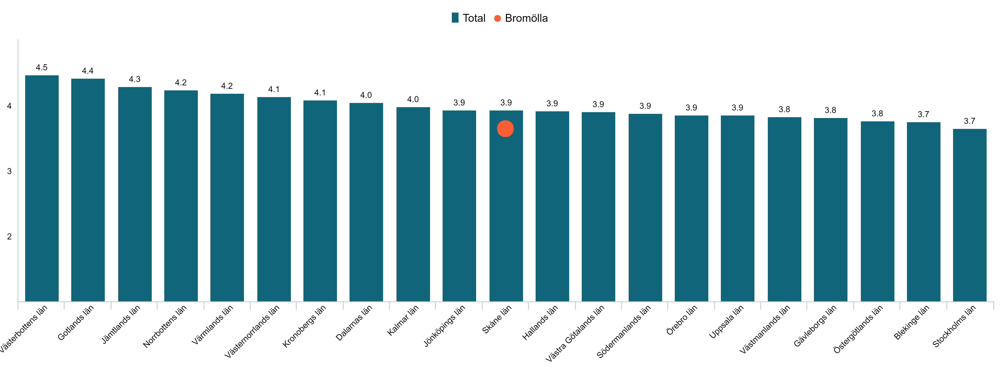 Total
Bromölla
4.5
4.4
4.3
4.2
4.2
4.1
4.1
4.0
4.0
3.9
3.9
3.9
3.9
3.9
3.9
3.9
3.8
3.8
3.8
3.7
3.7
4
3
2
Västerbottens län
Gotlands län
Jämtlands län
Norrbottens län
Värmlands län
Västernorrlands län
Kronobergs län
Dalarnas län
Kalmar län
Jönköpings län
Skåne län
Hallands län
Västra Götalands län
Södermanlands län
Örebro län
Uppsala län
Västmanlands län
Gävleborgs län
Östergötlands län
Blekinge län
Stockholms län